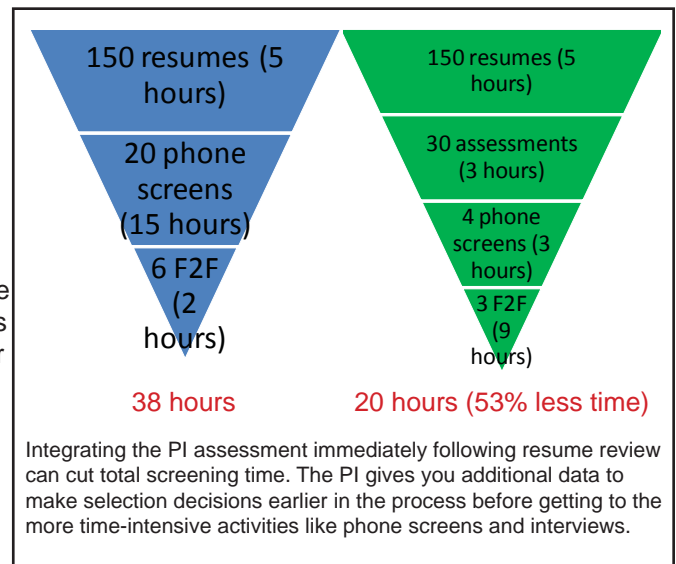 150 resumes (5
hours)
20 phone
screens
(15 hours)
6 F2F
(2
hours)
38 hours
150 resumes (5
hours)
30 assessments
(3 hours)
4 phone
screens (3
hours)
3 F2F
(9
hours)
20 hours (53% less time)
Integrating the PI assessment immediately following resume review
can cut total screening time. The PI gives you additional data to
make selection decisions earlier in the process before getting to the
more time-intensive activities like phone screens and interviews.